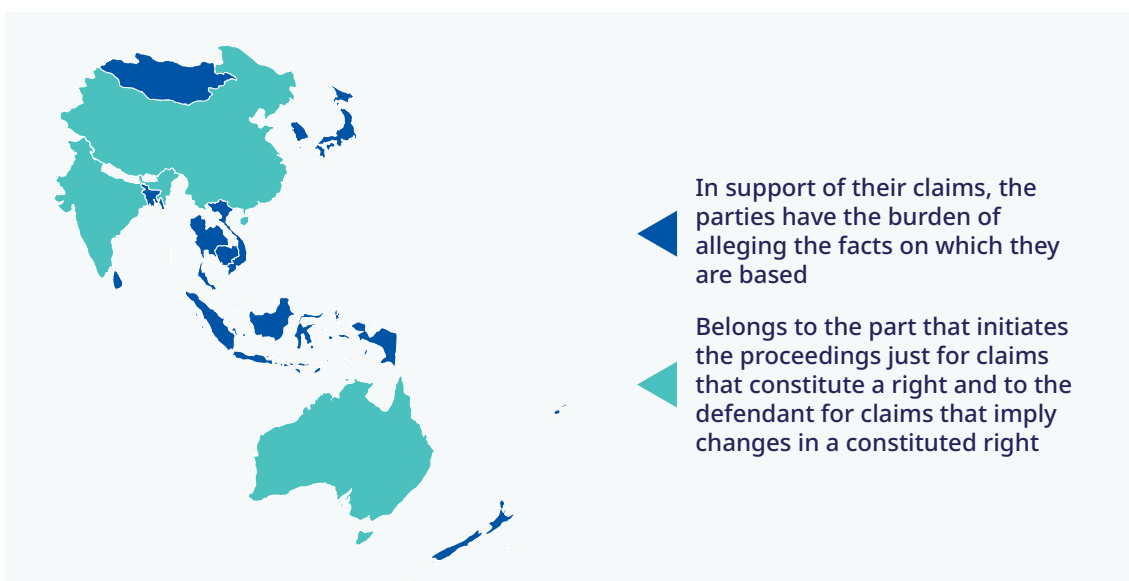 In support of their claims, the
parties have the burden of
alleging the facts on which they
are based
Belongs to the part that initiates
the proceedings just for claims
that constitute a right and to the
defendant for claims that imply
changes in a constituted right